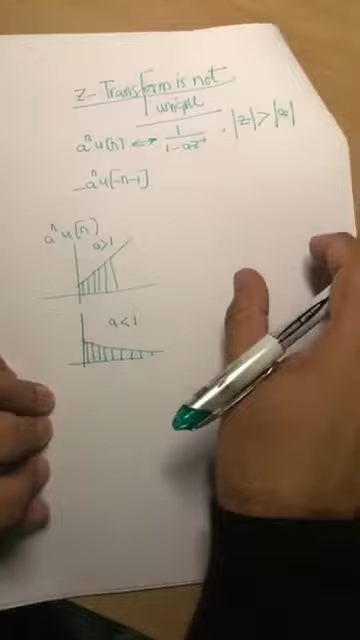 Z-Transform is not
unique
aⁿu[n] ↔ 1/(1-az⁻¹), |z|>|a|
-aⁿu[-n-1]
aⁿu[n]
a>1
a<1